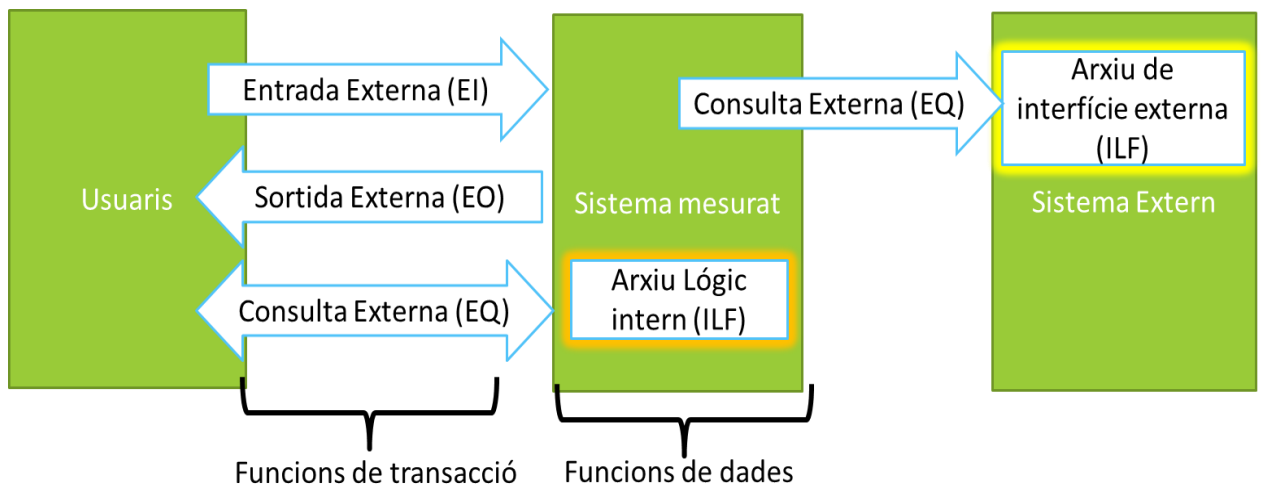 Usuaris
Entrada Externa (EI)
Sortida Externa (EO)
Consulta Externa (EQ)
Sistema mesurat
Arxiu Lógic
intern (ILF)
Consulta Externa (EQ)
Arxiu de
interfície externa
(ILF)
Sistema Extern
Funcions de transacció
Funcions de dades